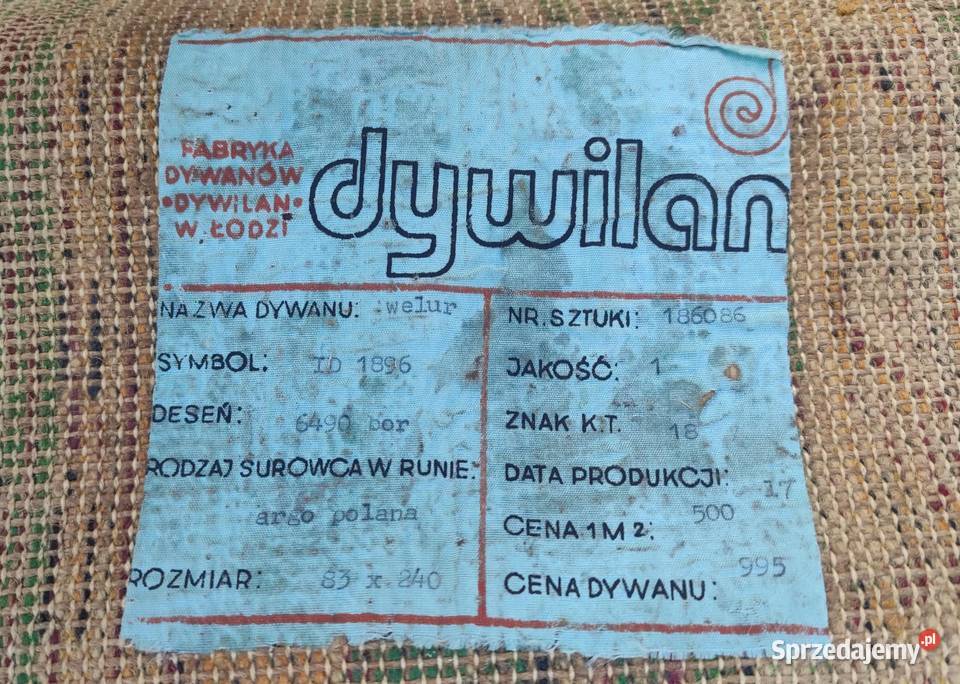 FABRYKA
DYWANÓW
•DYWILAN•
W ŁODZI
dywilan
NAZWA DYWANU: welur
SYMBOL: ID 1896
DESEŃ: 6490 bor
RODZAJ SUROWCA W RUNIE:
argo polana
ROZMIAR: 83 x 240
NR. SZTUKI: 186086
JAKOŚĆ: 1
ZNAK K.T. 18
DATA PRODUKCJI: 17
CENA 1 M 2: 500
CENA DYWANU: 995
Sprzedajemy.pl